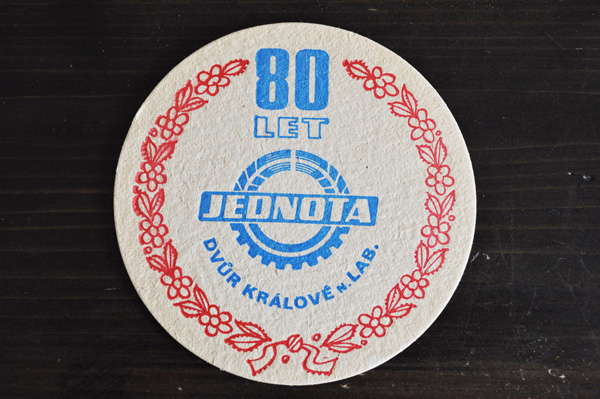 80
LET
JEDNOTA
DVŮR KRÁLOVÉ N. LAB.